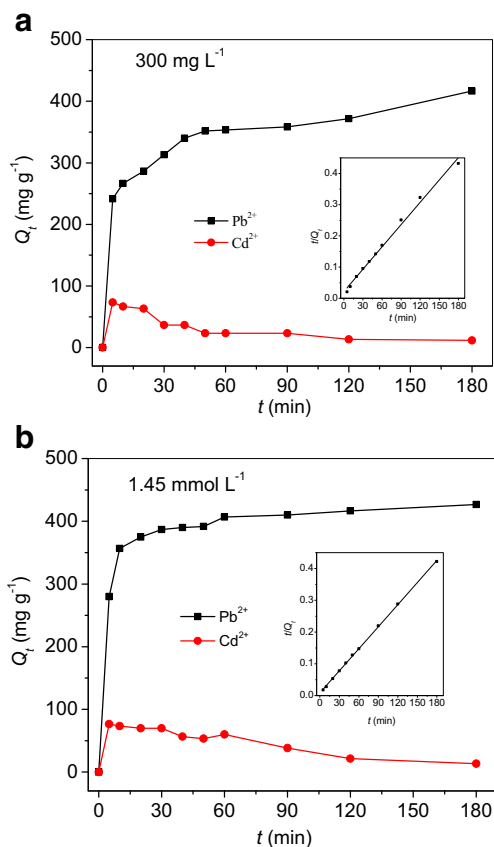 a
300 mg L⁻¹
500
400
300
200
100
0
Qₜ (mg g⁻¹)
Pb²⁺
Cd²⁺
0.4
0.3
0.2
0.1
0.0
t/Qₜ
0 30 60 90 120 150 180
t (min)
0 30 60 90 120 150 180
t (min)
b
1.45 mmol L⁻¹
500
400
300
200
100
0
Qₜ (mg g⁻¹)
Pb²⁺
Cd²⁺
0.4
0.3
0.2
0.1
0.0
t/Qₜ
0 30 60 90 120 150 180
t (min)
0 30 60 90 120 150 180
t (min)